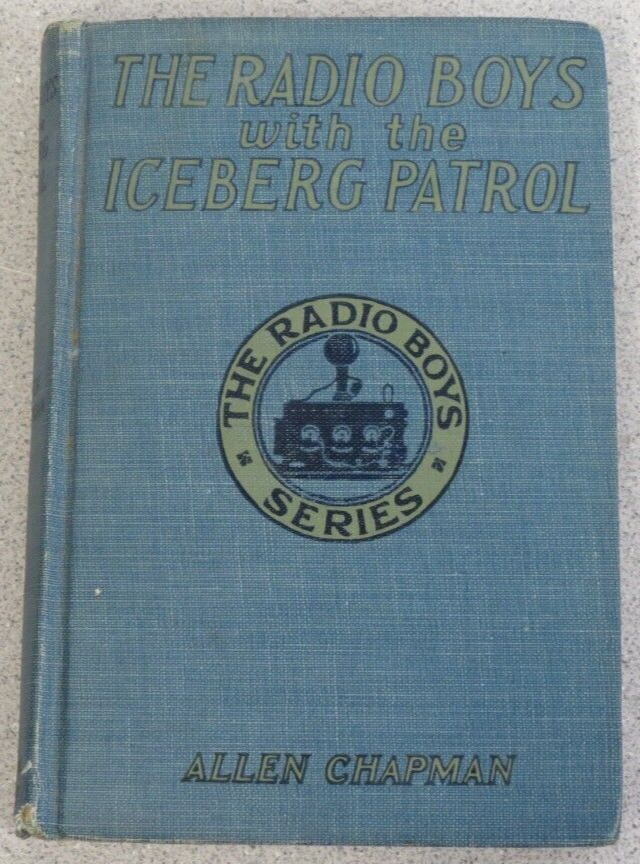 THE RADIO BOYS
with the
ICEBERG PATROL
THE RADIO BOYS
SERIES
ALLEN CHAPMAN